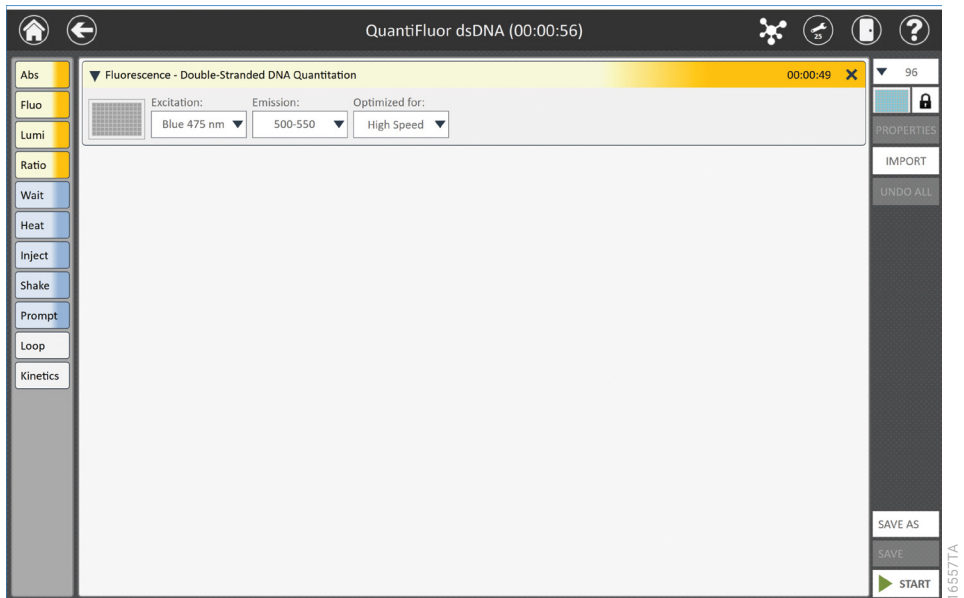 QuantiFluor dsDNA (00:00:56)
25
?
Abs
Fluo
Lumi
Ratio
Wait
Heat
Inject
Shake
Prompt
Loop
Kinetics
Fluorescence - Double-Stranded DNA Quantitation 00:00:49
Excitation: Emission: Optimized for:
Blue 475 nm 500-550 High Speed
96
PROPERTIES
IMPORT
UNDO ALL
SAVE AS
SAVE
START
16557TA